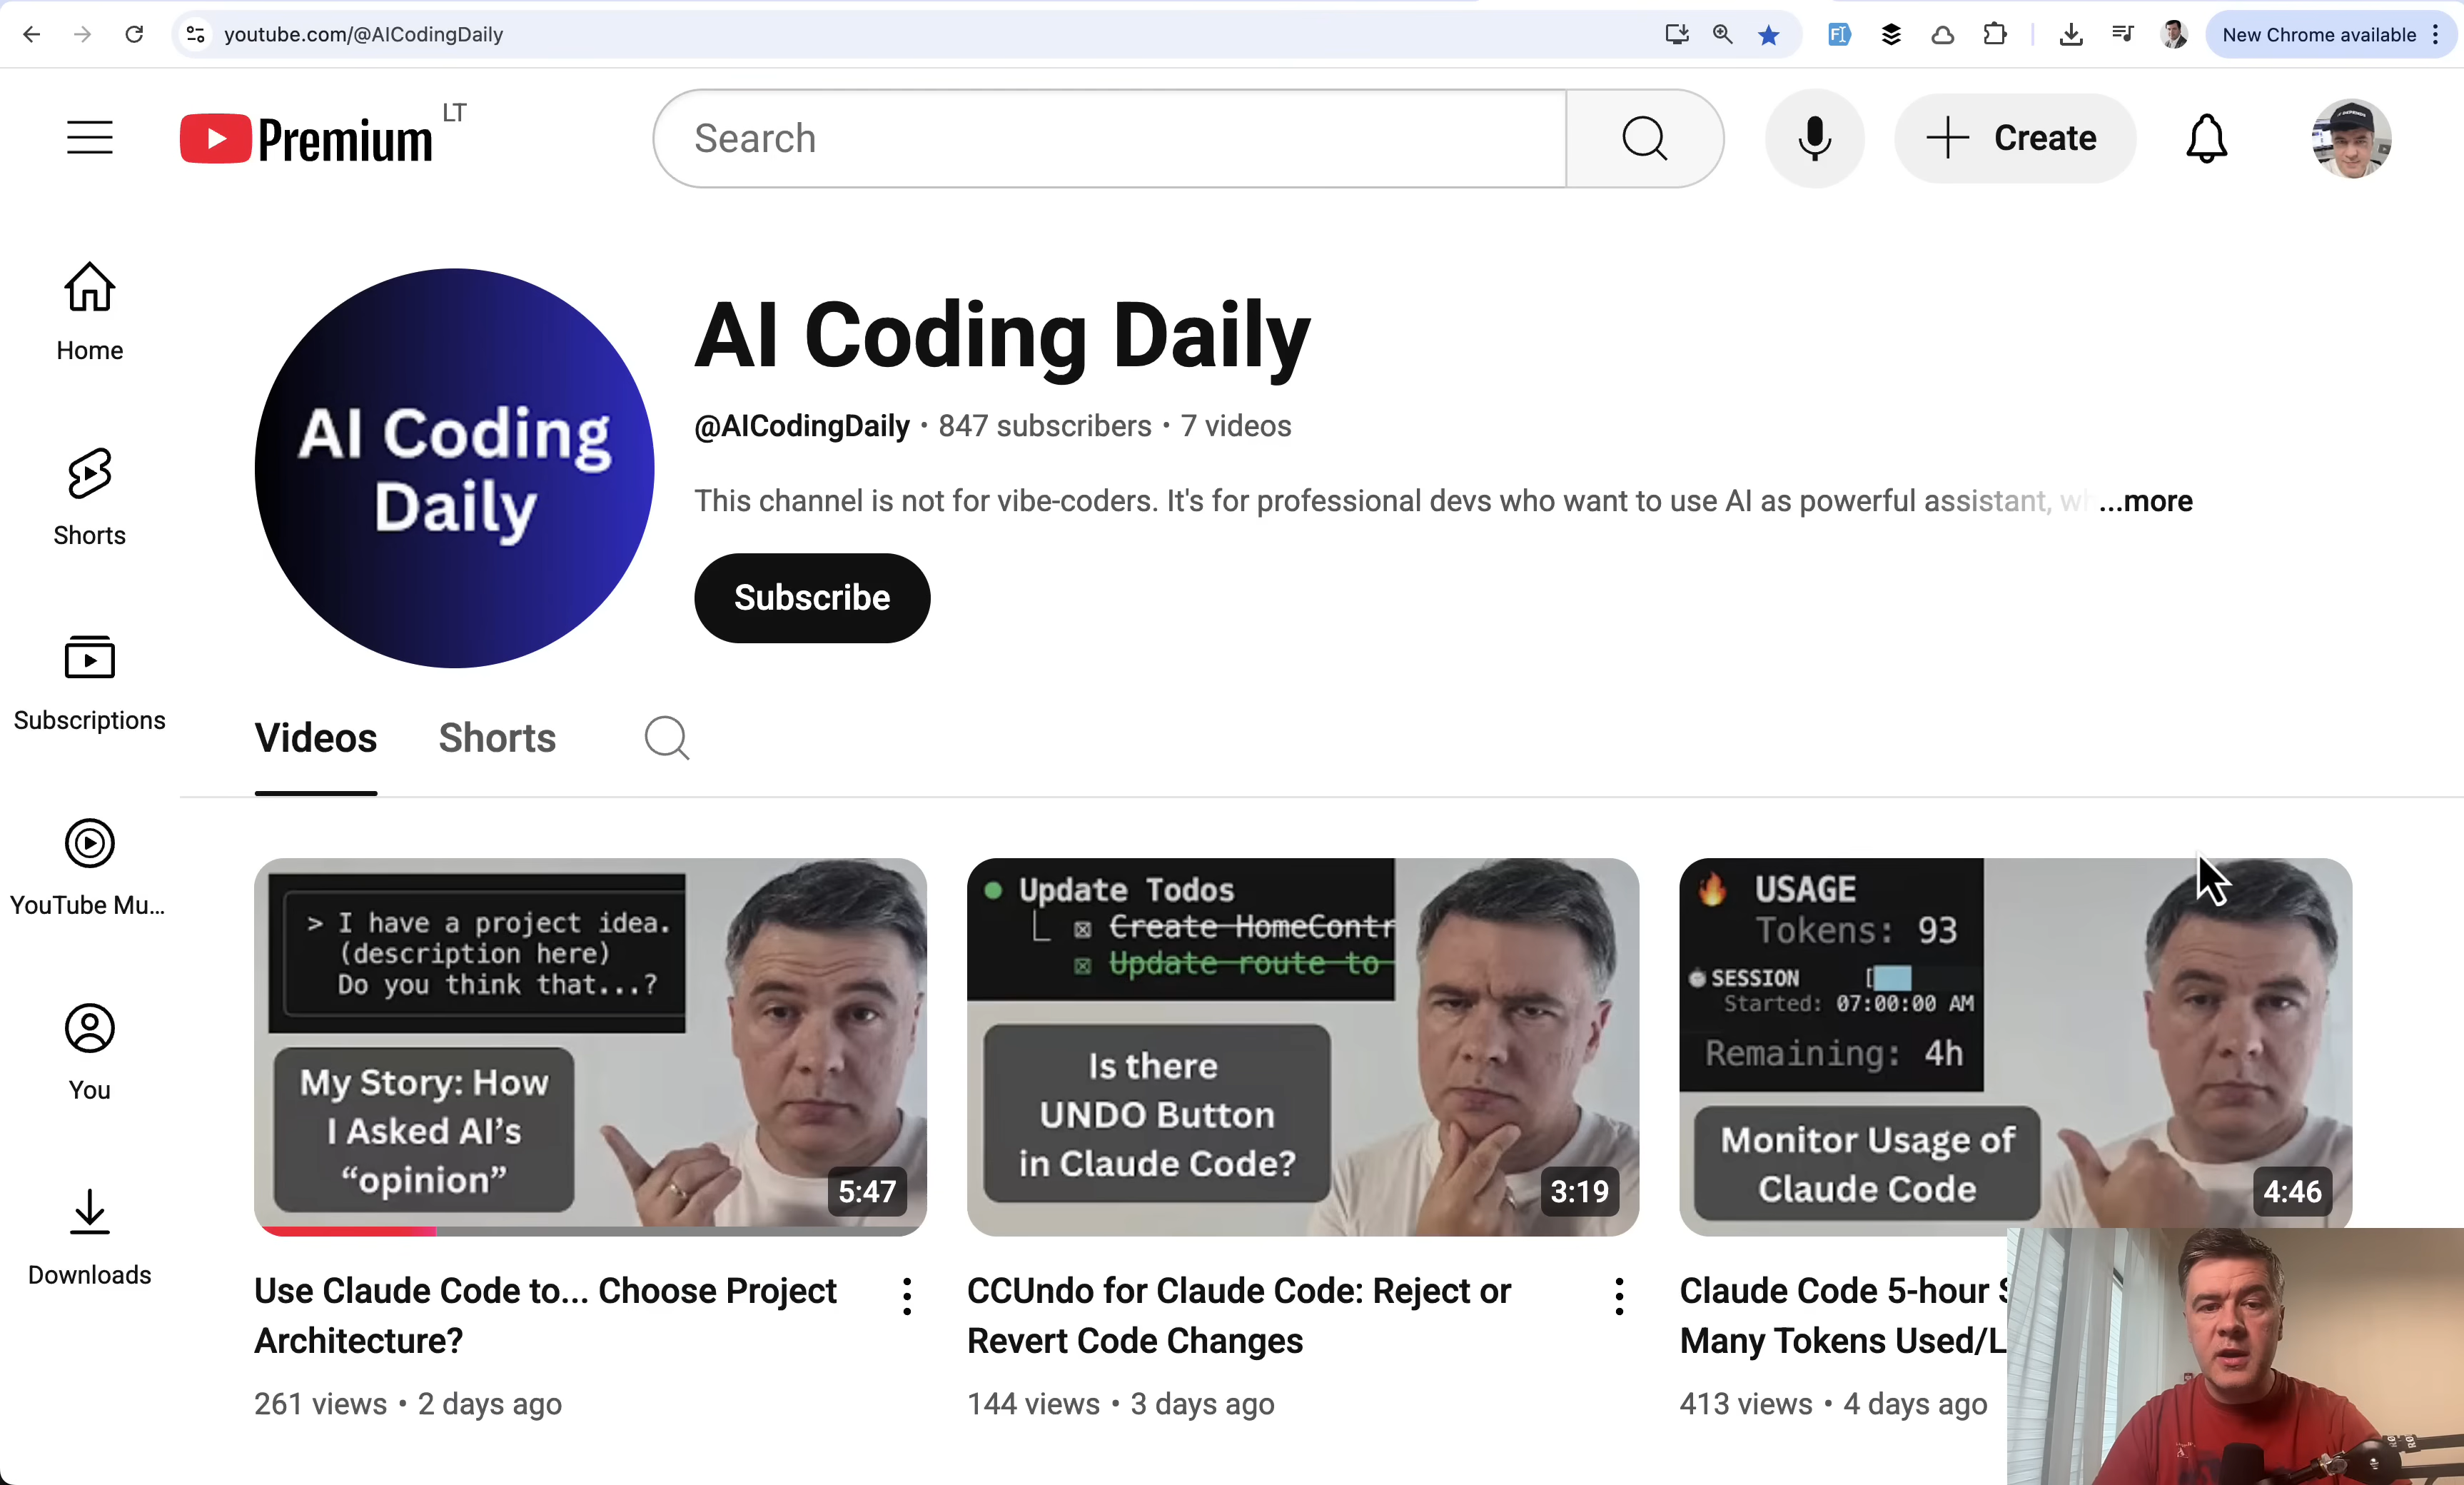 youtube.com/@AICodingDaily
New Chrome available
Premium
LT
Search
Create
Home
Shorts
Subscriptions
YouTube Mu...
You
Downloads
AI Coding
Daily
AI Coding Daily
@AICodingDaily • 847 subscribers • 7 videos
This channel is not for vibe-coders. It's for professional devs who want to use AI as powerful assistant, ...more
Subscribe
Videos
Shorts
> I have a project idea.
(description here)
Do you think that...?
My Story: How
I Asked AI's
"opinion"
5:47
Use Claude Code to... Choose Project
Architecture?
261 views • 2 days ago
Update Todos
Create HomeContr
Update route to
Is there
UNDO Button
in Claude Code?
3:19
CCUndo for Claude Code: Reject or
Revert Code Changes
144 views • 3 days ago
USAGE
Tokens: 93
SESSION [
Started: 07:00:00 AM
Remaining: 4h
Monitor Usage of
Claude Code
4:46
Claude Code 5-hour
Many Tokens Used/L
413 views • 4 days ago